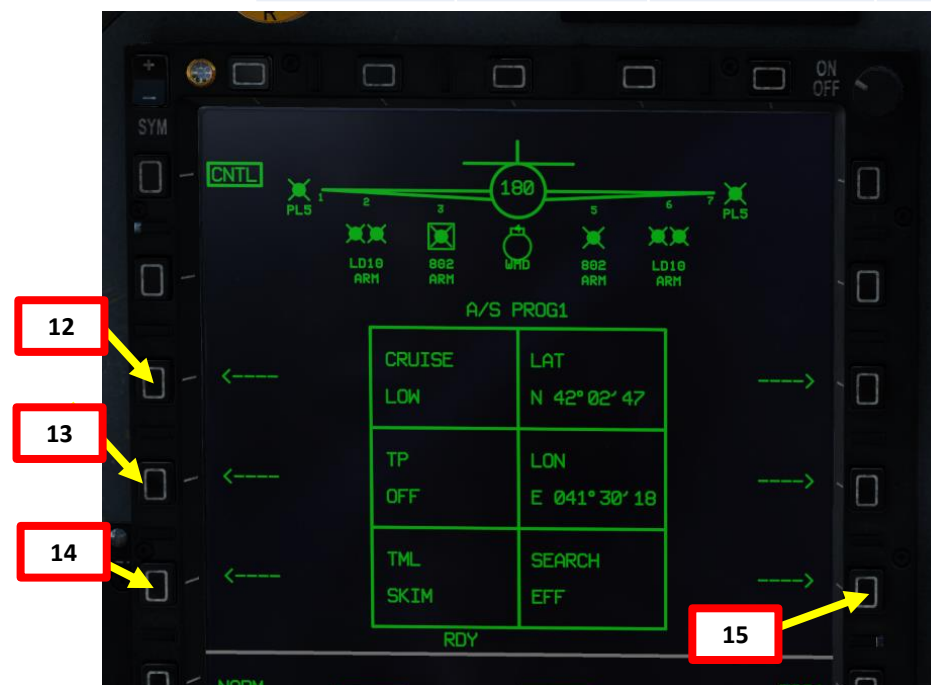 R
+
−
SYM
ON
OFF
CNTL
180
1 2 3 5 6 7
PL5
PL5
LD10
ARM
802
ARM
WMD
802
ARM
LD10
ARM
A/S PROG1
CRUISE
LOW
LAT
N 42°02′47
<---- ---->
TP
OFF
LON
E 041°30′18
<---- ---->
TML
SKIM
SEARCH
EFF
<---- ---->
RDY
12
13
14
15
NORM